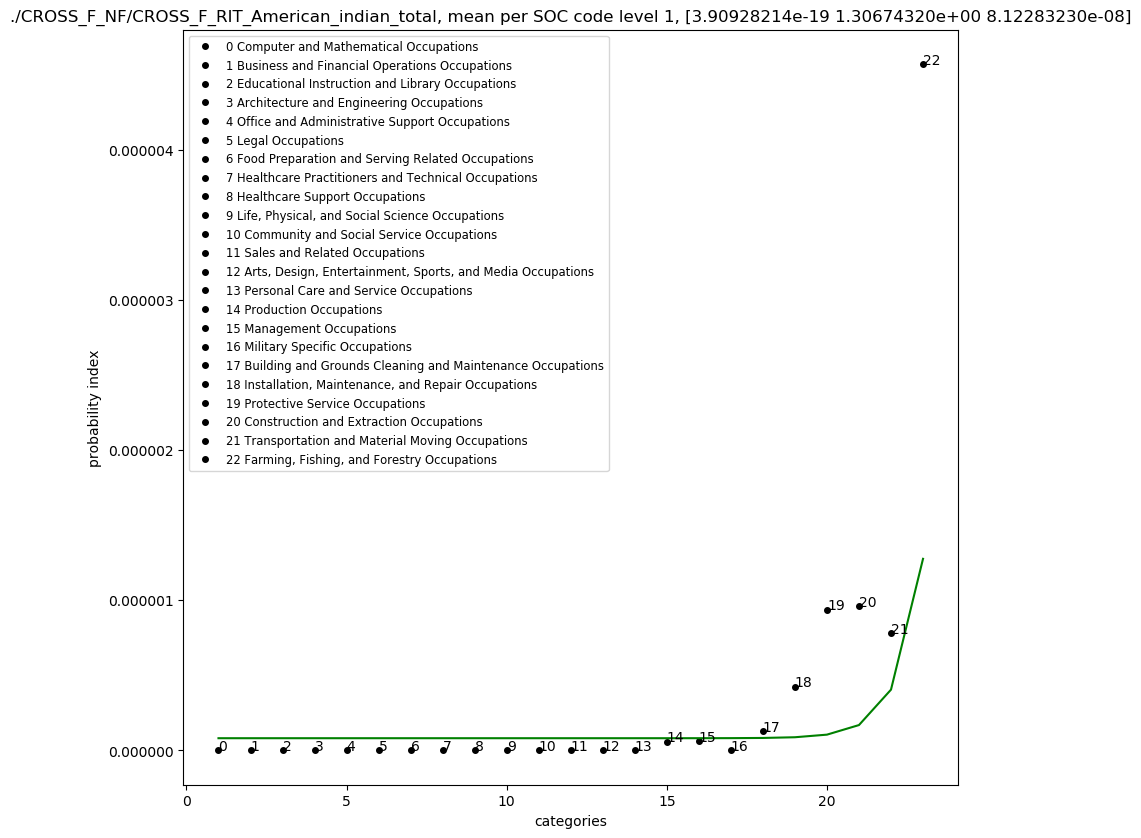 ./CROSS_F_NF/CROSS_F_RIT_American_indian_total, mean per SOC code level 1, [3.90928214e-19 1.30674320e+00 8.12283230e-08]
0 Computer and Mathematical Occupations
1 Business and Financial Operations Occupations
2 Educational Instruction and Library Occupations
3 Architecture and Engineering Occupations
4 Office and Administrative Support Occupations
5 Legal Occupations
6 Food Preparation and Serving Related Occupations
7 Healthcare Practitioners and Technical Occupations
8 Healthcare Support Occupations
9 Life, Physical, and Social Science Occupations
10 Community and Social Service Occupations
11 Sales and Related Occupations
12 Arts, Design, Entertainment, Sports, and Media Occupations
13 Personal Care and Service Occupations
14 Production Occupations
15 Management Occupations
16 Military Specific Occupations
17 Building and Grounds Cleaning and Maintenance Occupations
18 Installation, Maintenance, and Repair Occupations
19 Protective Service Occupations
20 Construction and Extraction Occupations
21 Transportation and Material Moving Occupations
22 Farming, Fishing, and Forestry Occupations
22
0.000004
0.000003
0.000002
0.000001
0.000000
probability index
19 20
21
18
17
0 1 2 3 4 5 6 7 8 9 10 11 12 13 14 15 16
0 5 10 15 20
categories